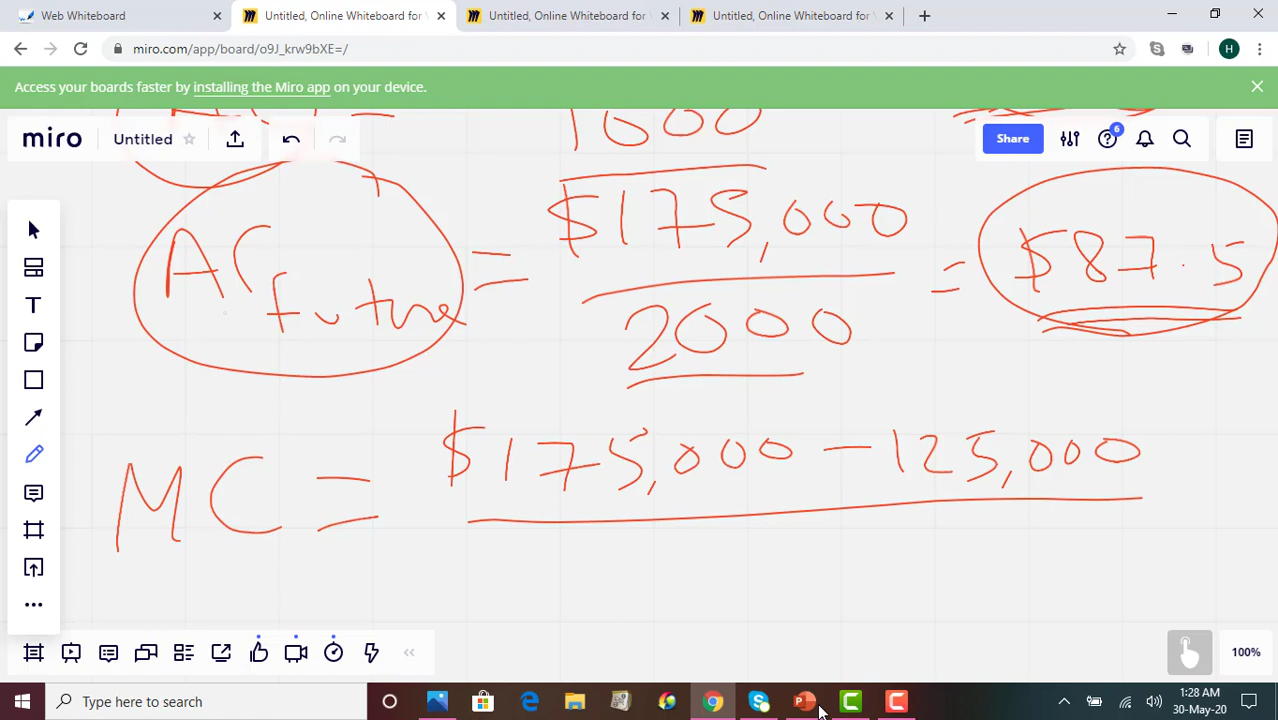 Web Whiteboard
Untitled, Online Whiteboard for V
Untitled, Online Whiteboard for V
Untitled, Online Whiteboard for V
miro.com/app/board/o9J_krw9bXE=/
H
Access your boards faster by installing the Miro app on your device.
miro
Untitled
Share
6
1600
AC future = $175,000 / 2000 = $87.5
MC = $175,000 - 125,000
T
100%
Type here to search
1:28 AM
30-May-20